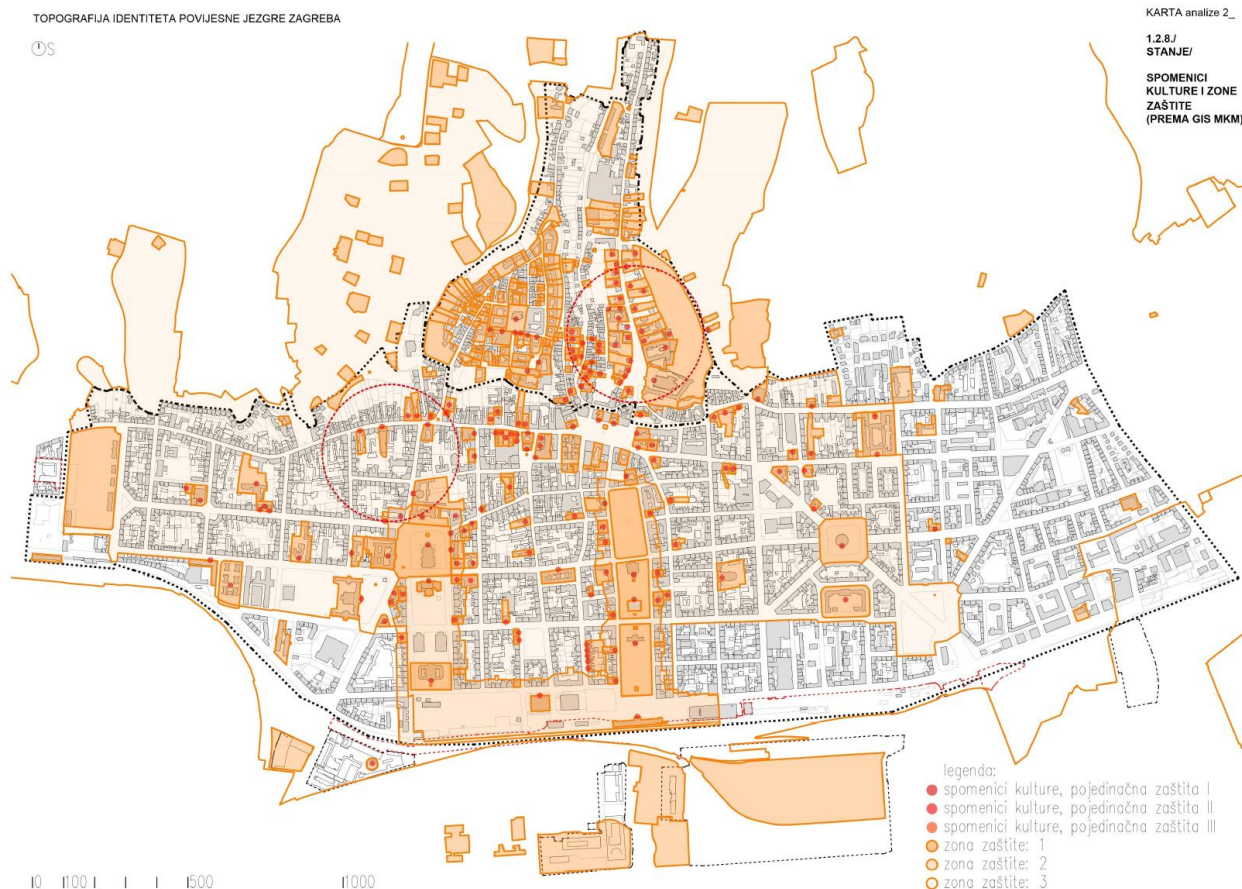 TOPOGRAFIJA IDENTITETA POVIJESNE JEZGRE ZAGREBA
S
KARTA analize 2_
1.2.8./
STANJE/
SPOMENICI
KULTURE I ZONE
ZAŠTITE
(PREMA GIS MKM)
legenda:
spomenici kulture, pojedinačna zaštita I
spomenici kulture, pojedinačna zaštita II
spomenici kulture, pojedinačna zaštita III
zona zaštite: 1
zona zaštite: 2
zona zaštite: 3
0 100 500 1000